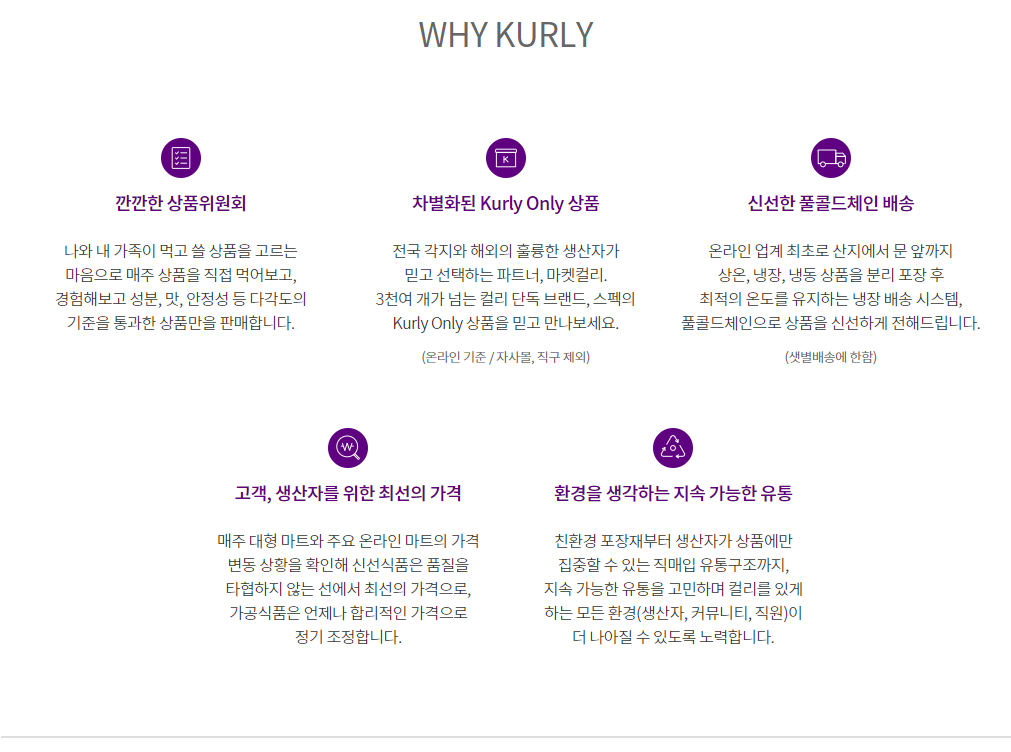 WHY KURLY
깐깐한 상품위원회
나와 내 가족이 먹고 쓸 상품을 고르는
마음으로 매주 상품을 직접 먹어보고,
경험해보고 성분, 맛, 안정성 등 다각도의
기준을 통과한 상품만을 판매합니다.
차별화된 Kurly Only 상품
전국 각지와 해외의 훌륭한 생산자가
믿고 선택하는 파트너, 마켓컬리.
3천여 개가 넘는 컬리 단독 브랜드, 스펙의
Kurly Only 상품을 믿고 만나보세요.
(온라인 기준 / 자사몰, 직구 제외)
신선한 풀콜드체인 배송
온라인 업계 최초로 산지에서 문 앞까지
상온, 냉장, 냉동 상품을 분리 포장 후
최적의 온도를 유지하는 냉장 배송 시스템,
풀콜드체인으로 상품을 신선하게 전해드립니다.
(샛별배송에 한함)
고객, 생산자를 위한 최선의 가격
매주 대형 마트와 주요 온라인 마트의 가격
변동 상황을 확인해 신선식품은 품질을
타협하지 않는 선에서 최선의 가격으로,
가공식품은 언제나 합리적인 가격으로
정기 조정합니다.
환경을 생각하는 지속 가능한 유통
친환경 포장재부터 생산자가 상품에만
집중할 수 있는 직매입 유통구조까지,
지속 가능한 유통을 고민하며 컬리를 있게
하는 모든 환경(생산자, 커뮤니티, 직원)이
더 나아질 수 있도록 노력합니다.